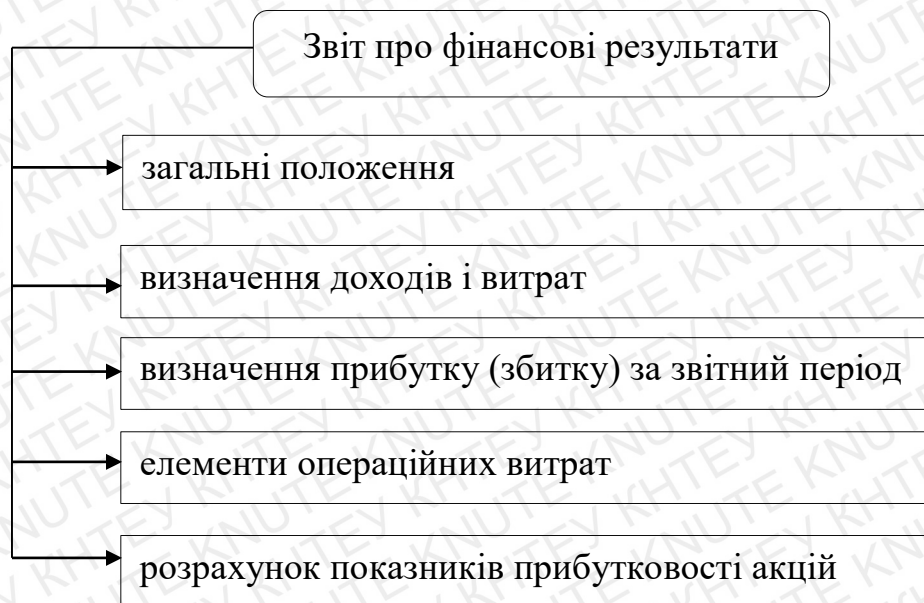 Звіт про фінансові результати
загальні положення
визначення доходів і витрат
визначення прибутку (збитку) за звітний період
елементи операційних витрат
розрахунок показників прибутковості акцій